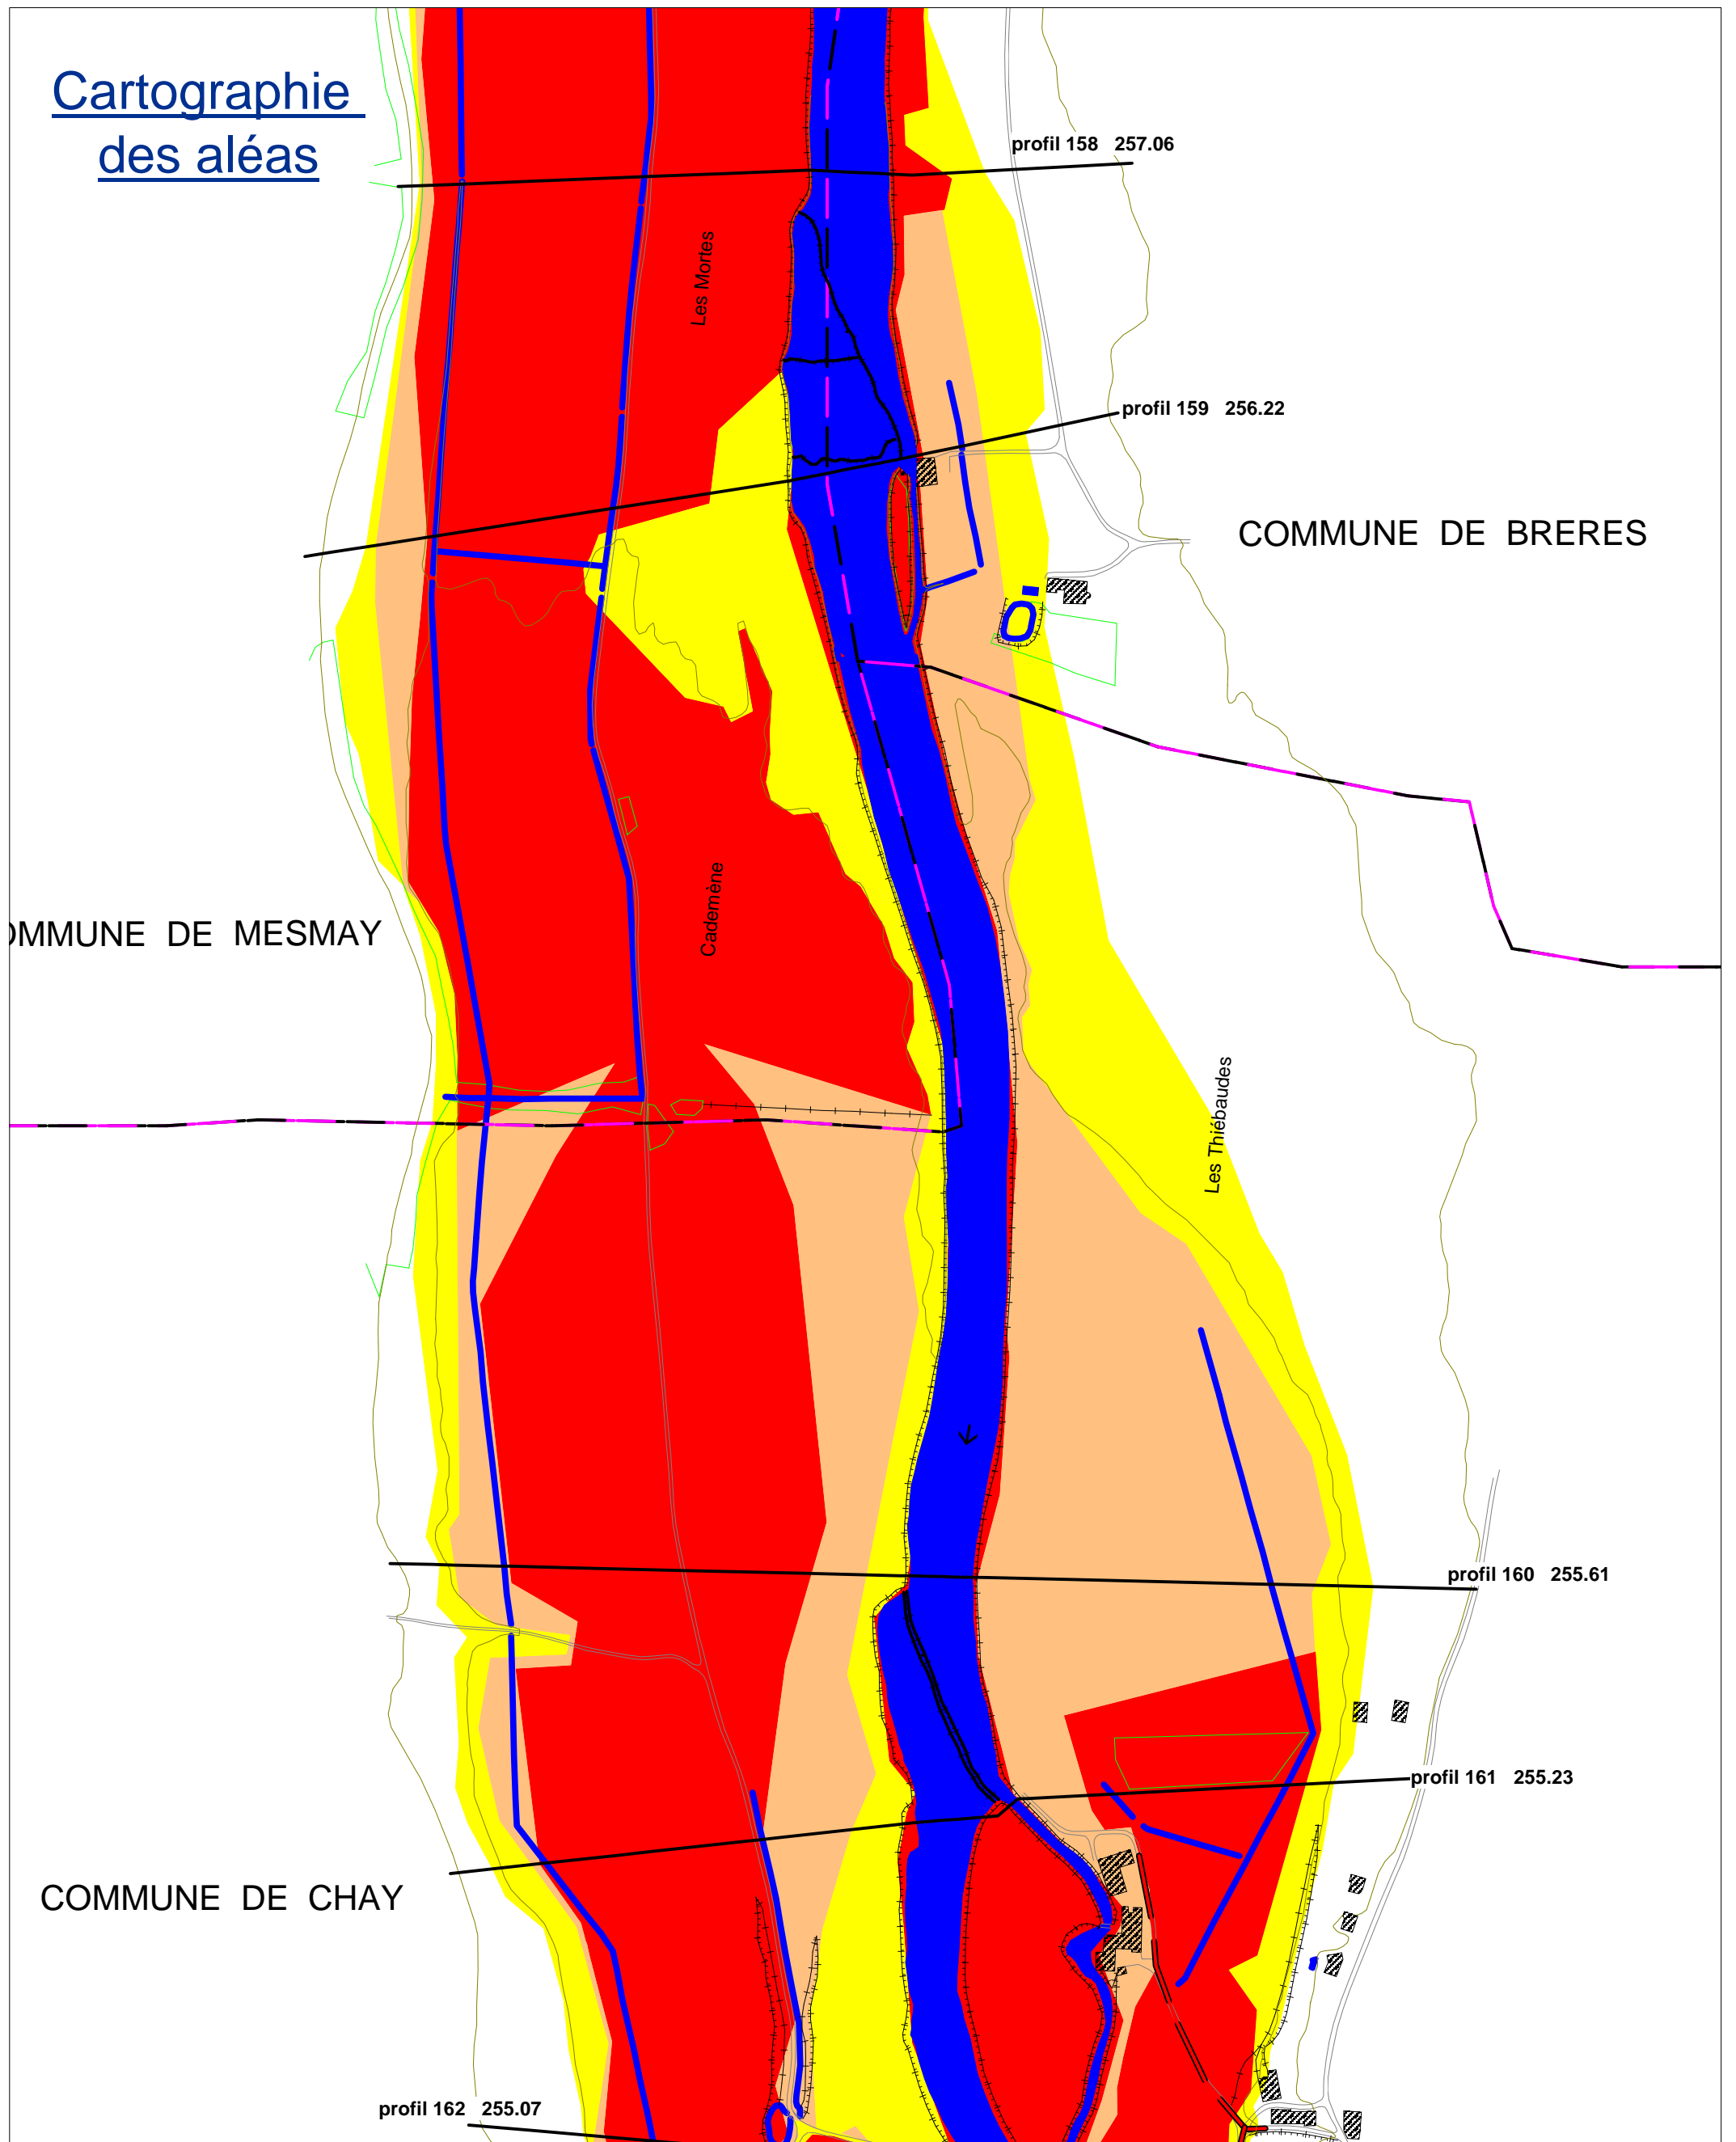 Cartographie
des aléas
profil 158 257.06
Les Mortes
profil 159 256.22
COMMUNE DE BRERES
Cademène
OMMUNE DE MESMAY
Les Thiébaudes
profil 160 255.61
profil 161 255.23
COMMUNE DE CHAY
profil 162 255.07